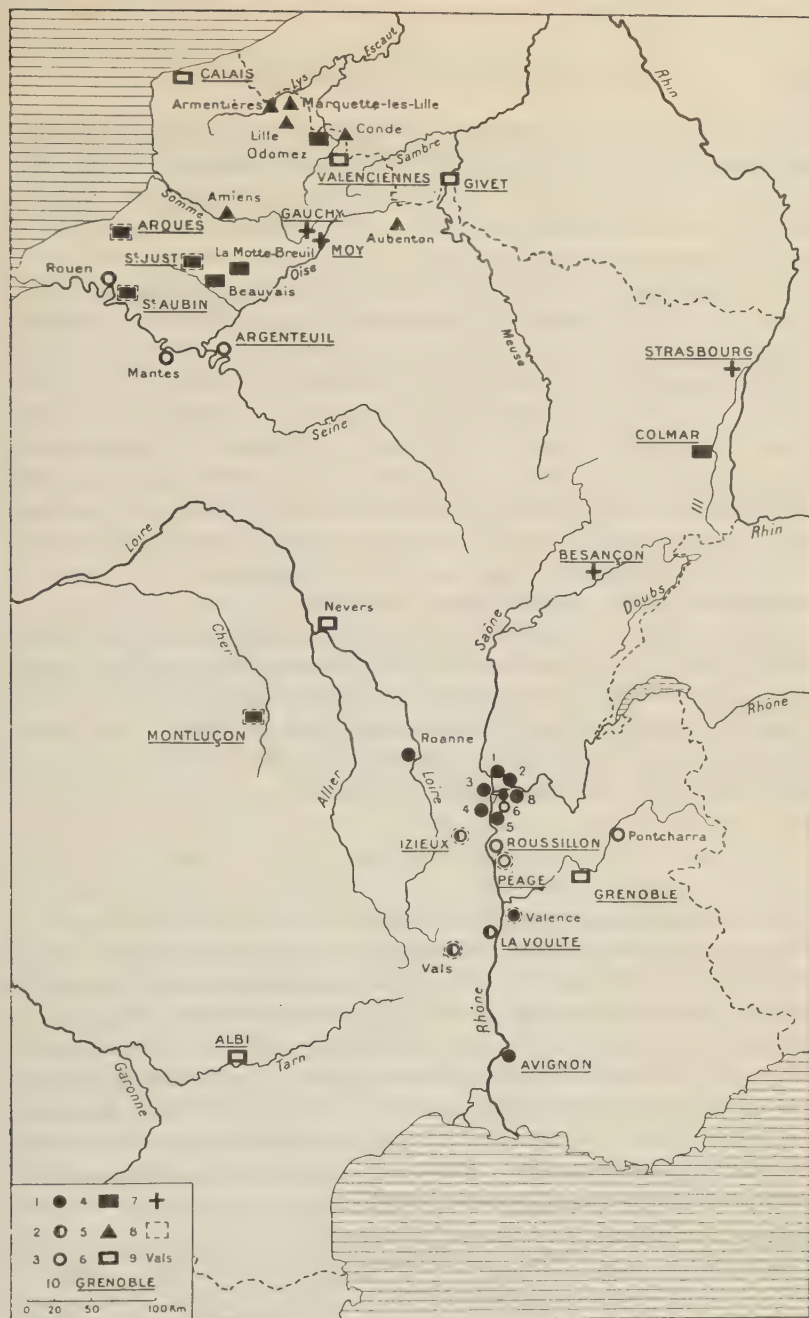 Escaut
Lys
CALAIS
Rhin
Armentières
Marquette-les-Lille
Lille
Conde
Odomez
Sambre
VALENCIENNES
GIVET
Amiens
Somme
GAUCHY
ARQUES
MOY
Aubenton
St JUST
La Motte-Breuil
Oise
Rouen
Beauvais
St AUBIN
Meuse
ARGENTEUIL
STRASBOURG
Mantes
Seine
COLMAR
Ill
Loire
Rhin
BESANÇON
Doubs
Nevers
Saône
Cher
Rhône
MONTLUÇON
Roanne
1
2
Allier
Loire
3
7
8
4
6
5
Pontcharra
IZIEUX
ROUSSILLON
PEAGE
GRENOBLE
Valence
LA VOULTE
Vals
Rhône
ALBI
Tarn
AVIGNON
Garonne
1 4 7
2 5 8
3 6 9 Vals
10 GRENOBLE
0 20 50 100 Km